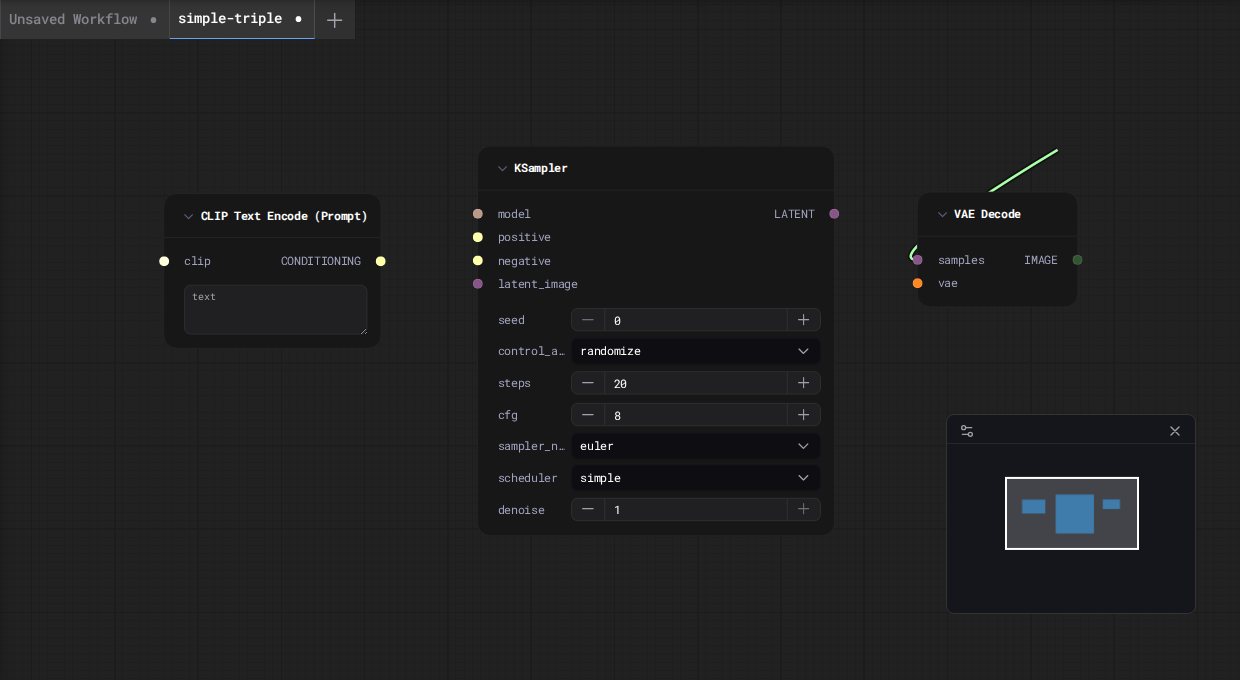 Unsaved Workflow
simple-triple
CLIP Text Encode (Prompt)
clip CONDITIONING
text
KSampler
model LATENT
positive
negative
latent_image
seed 0
control_a… randomize
steps 20
cfg 8
sampler_n… euler
scheduler simple
denoise 1
VAE Decode
samples IMAGE
vae